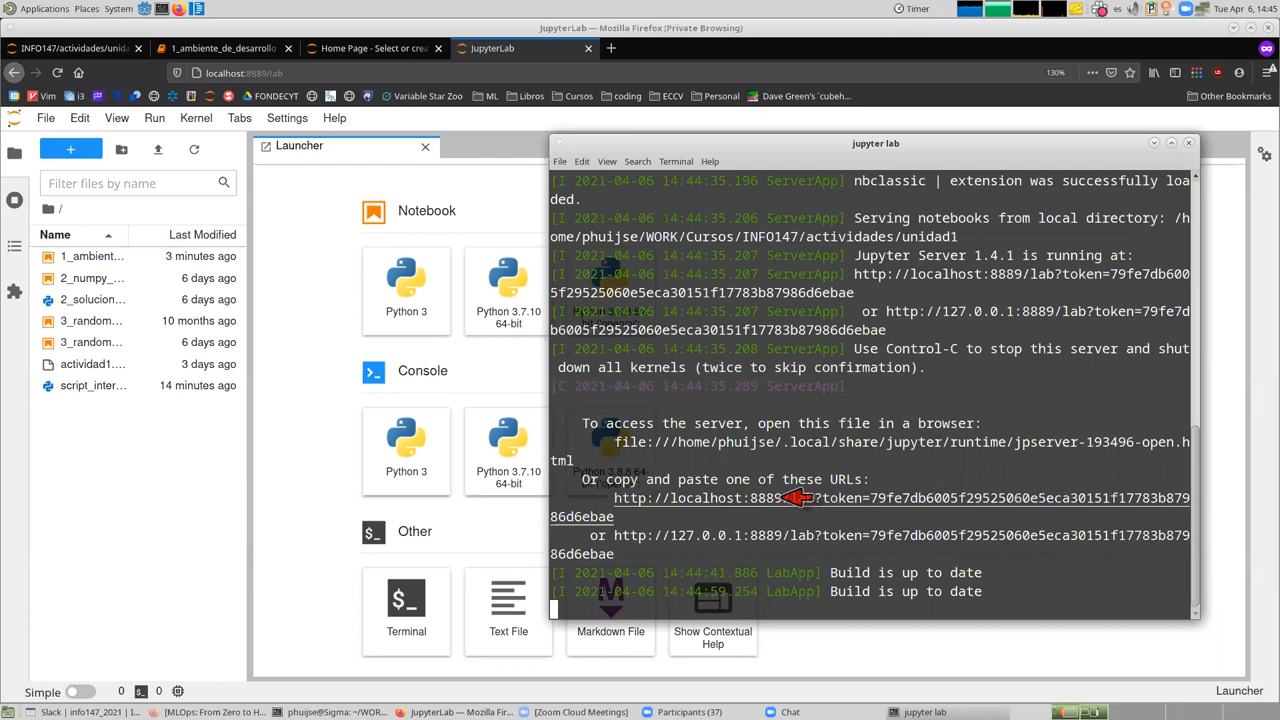 Applications Places System Timer es Tue Apr 6, 14:45
JupyterLab — Mozilla Firefox (Private Browsing)
INFO147/actividades/unidad 1_ambiente_de_desarrollo Home Page - Select or crea JupyterLab
localhost:8889/lab 130%
Vim i3 FONDECYT Variable Star Zoo ML Libros Cursos coding ECCV Personal Dave Green's `cubeh... Other Bookmarks
File Edit View Run Kernel Tabs Settings Help
Launcher
Filter files by name
/
Name Last Modified
1_ambient... 3 minutes ago
2_numpy_... 6 days ago
2_solucion... 6 days ago
3_random... 10 months ago
3_random... 6 days ago
actividad1.... 6 days ago
script_inter... 14 minutes ago
Notebook
Python 3
Python 3.7.10
64-bit
Console
Python 3
Python 3.7.10
64-bit
Python 3.8.8 64-
Other
Terminal
Text File
Markdown File
Show Contextual
Help
jupyter lab
File Edit View Search Terminal Help
[I 2021-04-06 14:44:35.196 ServerApp] nbclassic | extension was successfully loa
ded.
[I 2021-04-06 14:44:35.206 ServerApp] Serving notebooks from local directory: /h
ome/phuijse/WORK/Cursos/INFO147/actividades/unidad1
[I 2021-04-06 14:44:35.207 ServerApp] Jupyter Server 1.4.1 is running at:
[I 2021-04-06 14:44:35.207 ServerApp] http://localhost:8889/lab?token=79fe7db600
5f29525060e5eca30151f17783b87986d6ebae
[I 2021-04-06 14:44:35.207 ServerApp] or http://127.0.0.1:8889/lab?token=79fe7d
b6005f29525060e5eca30151f17783b87986d6ebae
[I 2021-04-06 14:44:35.208 ServerApp] Use Control-C to stop this server and shut
down all kernels (twice to skip confirmation).
[C 2021-04-06 14:44:35.289 ServerApp]
To access the server, open this file in a browser:
file:///home/phuijse/.local/share/jupyter/runtime/jpserver-193496-open.h
tml
Or copy and paste one of these URLs:
http://localhost:8889 ?token=79fe7db6005f29525060e5eca30151f17783b879
86d6ebae
or http://127.0.0.1:8889/lab?token=79fe7db6005f29525060e5eca30151f17783b879
86d6ebae
[I 2021-04-06 14:44:41.886 LabApp] Build is up to date
[I 2021-04-06 14:44:59.254 LabApp] Build is up to date
Simple 0 0 Launcher
Slack | info147_2021 | I... [MLOps: From Zero to H... phuijse@Sigma: ~/WOR... JupyterLab — Mozilla Fi... [Zoom Cloud Meetings] Participants (37) Chat jupyter lab